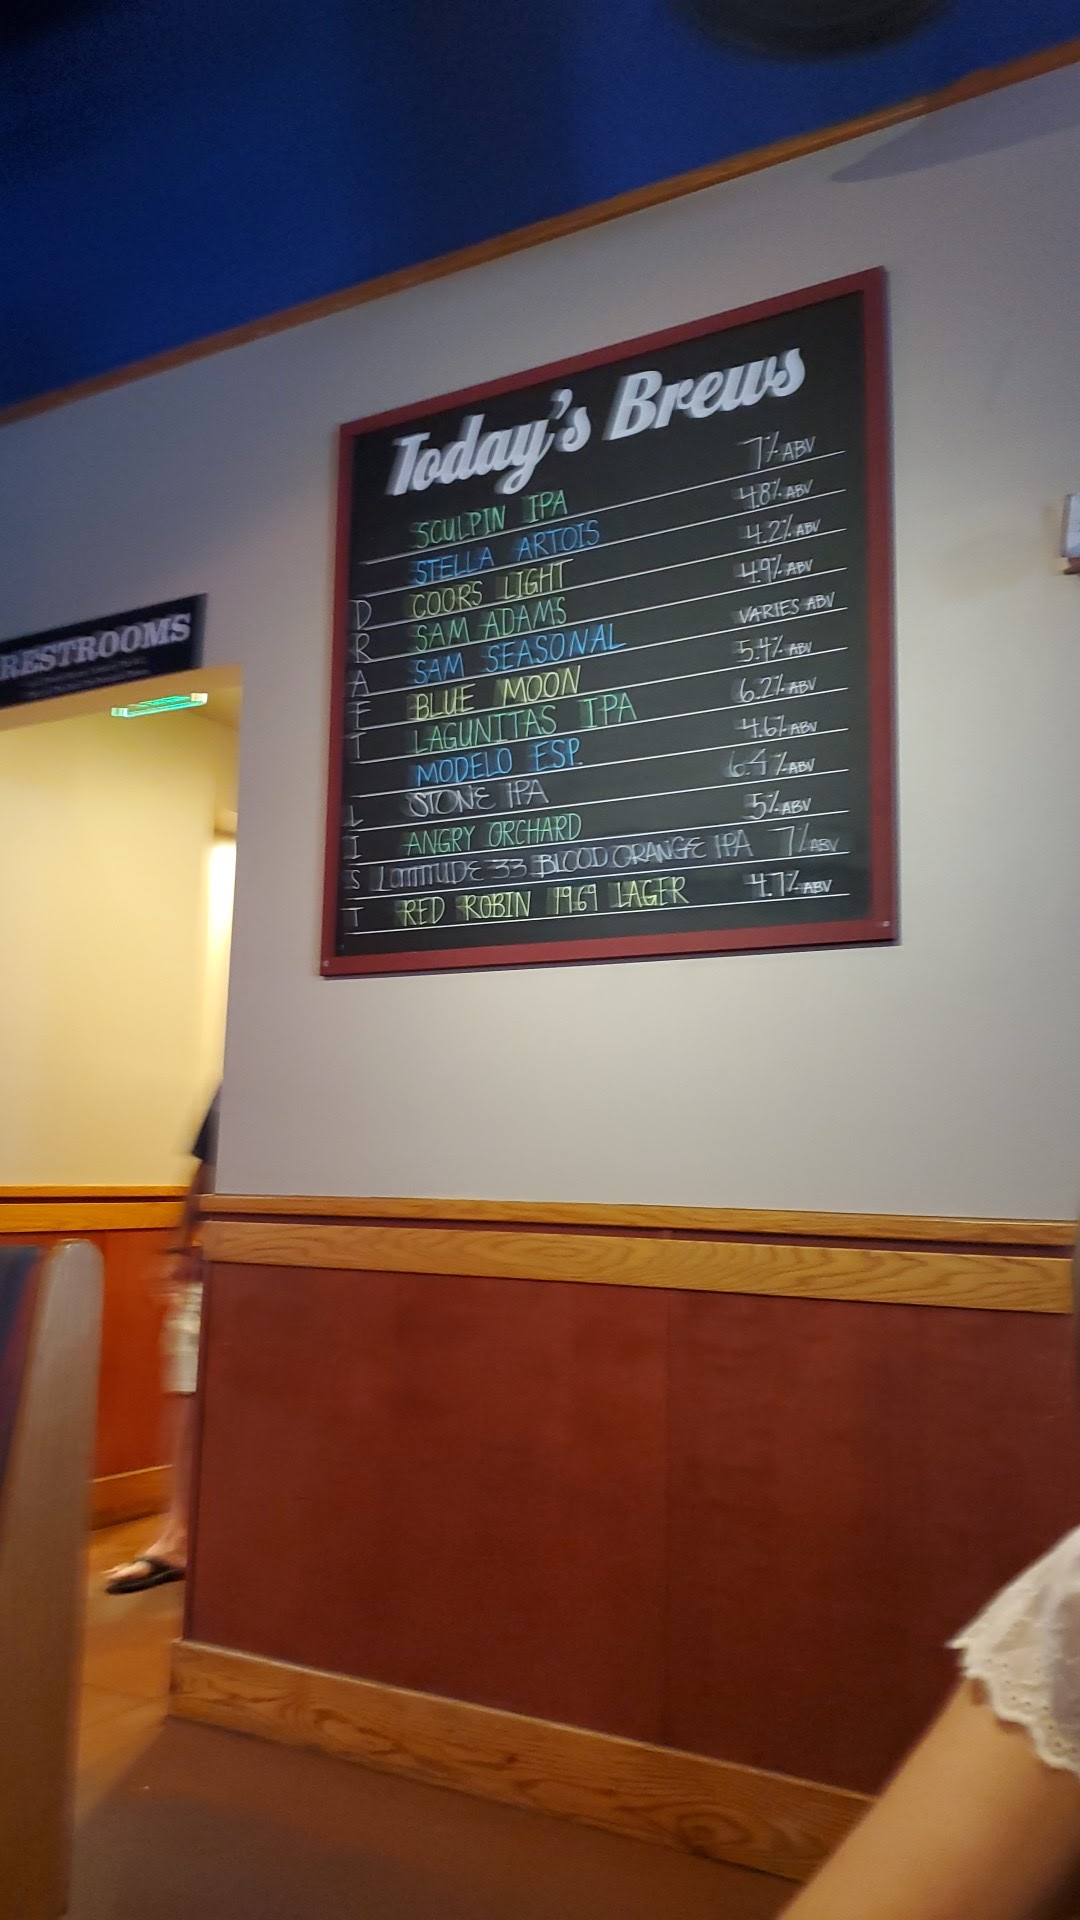 Today's Brews
SCULPIN IPA 7% ABV
STELLA ARTOIS 4.8% ABV
D COORS LIGHT 4.2% ABV
R SAM ADAMS 4.9% ABV
A SAM SEASONAL VARIES ABV
F BLUE MOON 5.4% ABV
T LAGUNITAS IPA 6.2% ABV
MODELO ESP. 4.6% ABV
L STONE IPA 6.4% ABV
I ANGRY ORCHARD 5% ABV
S LATITUDE 33 BLOOD ORANGE IPA 7% ABV
T RED ROBIN 1969 LAGER 4.7% ABV
RESTROOMS